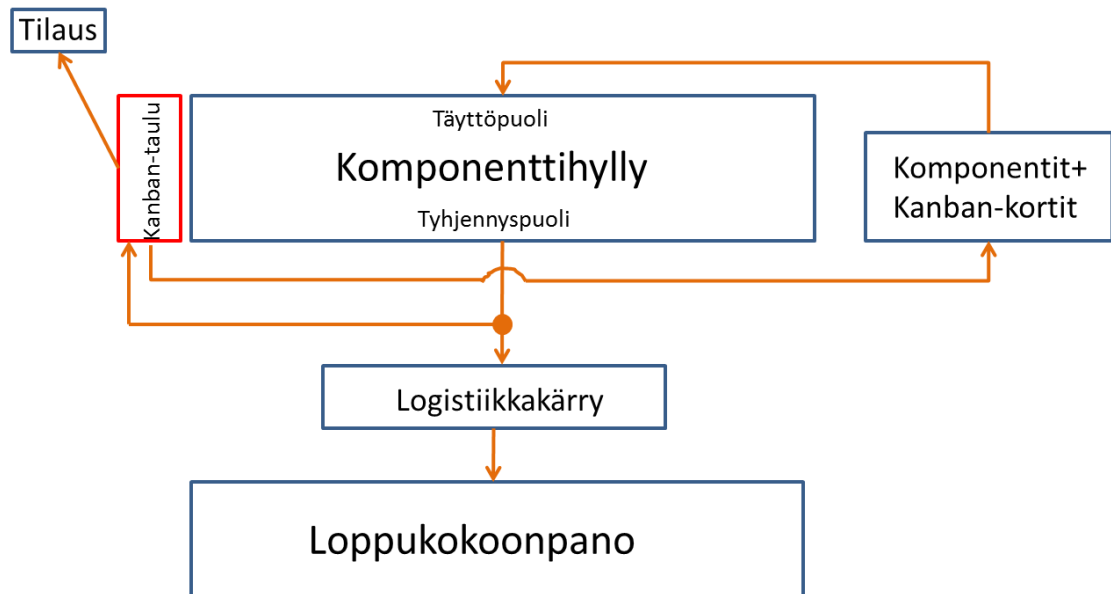 Tilaus
Kanban-taulu
Täyttöpuoli
Komponenttihylly
Tyhjennyspuoli
Komponentit+
Kanban-kortit
Logistiikkakärry
Loppukokoonpano